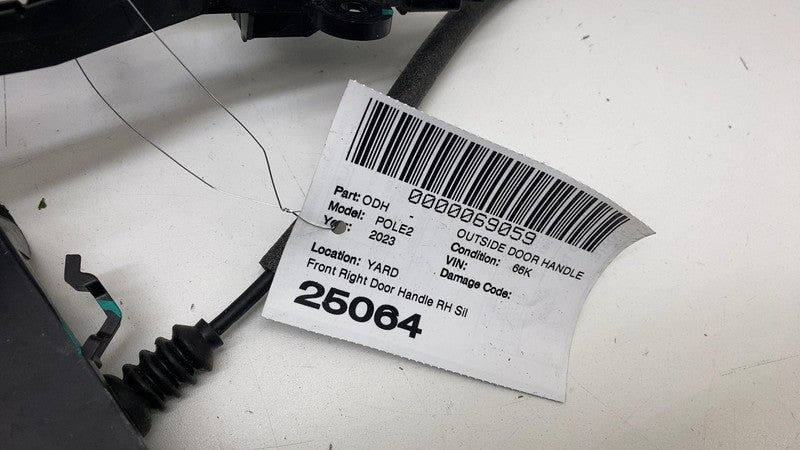 0000069059
Part: ODH - OUTSIDE DOOR HANDLE
Model: POLE2 Condition: 66K
Year: 2023 VIN:
Damage Code:
Location: YARD
Front Right Door Handle RH Sil
25064